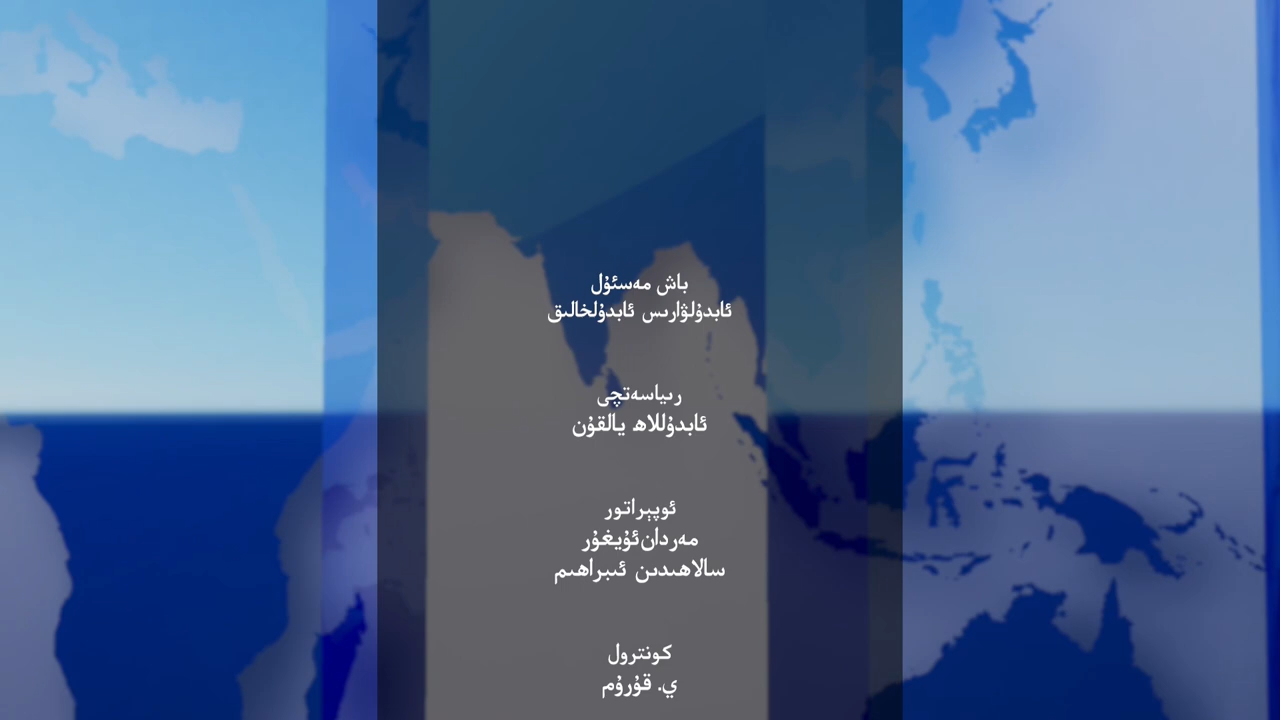 باش مەسئۇل
ئابدۇلۋارىس ئابدۇلخالىق
رىياسەتچى
ئابدۇللاھ يالقۇن
ئوپېراتور
مەردان ئۇيغۇر
سالاھىدىن ئىبراھىم
كونترول
ي. قۇرۇم